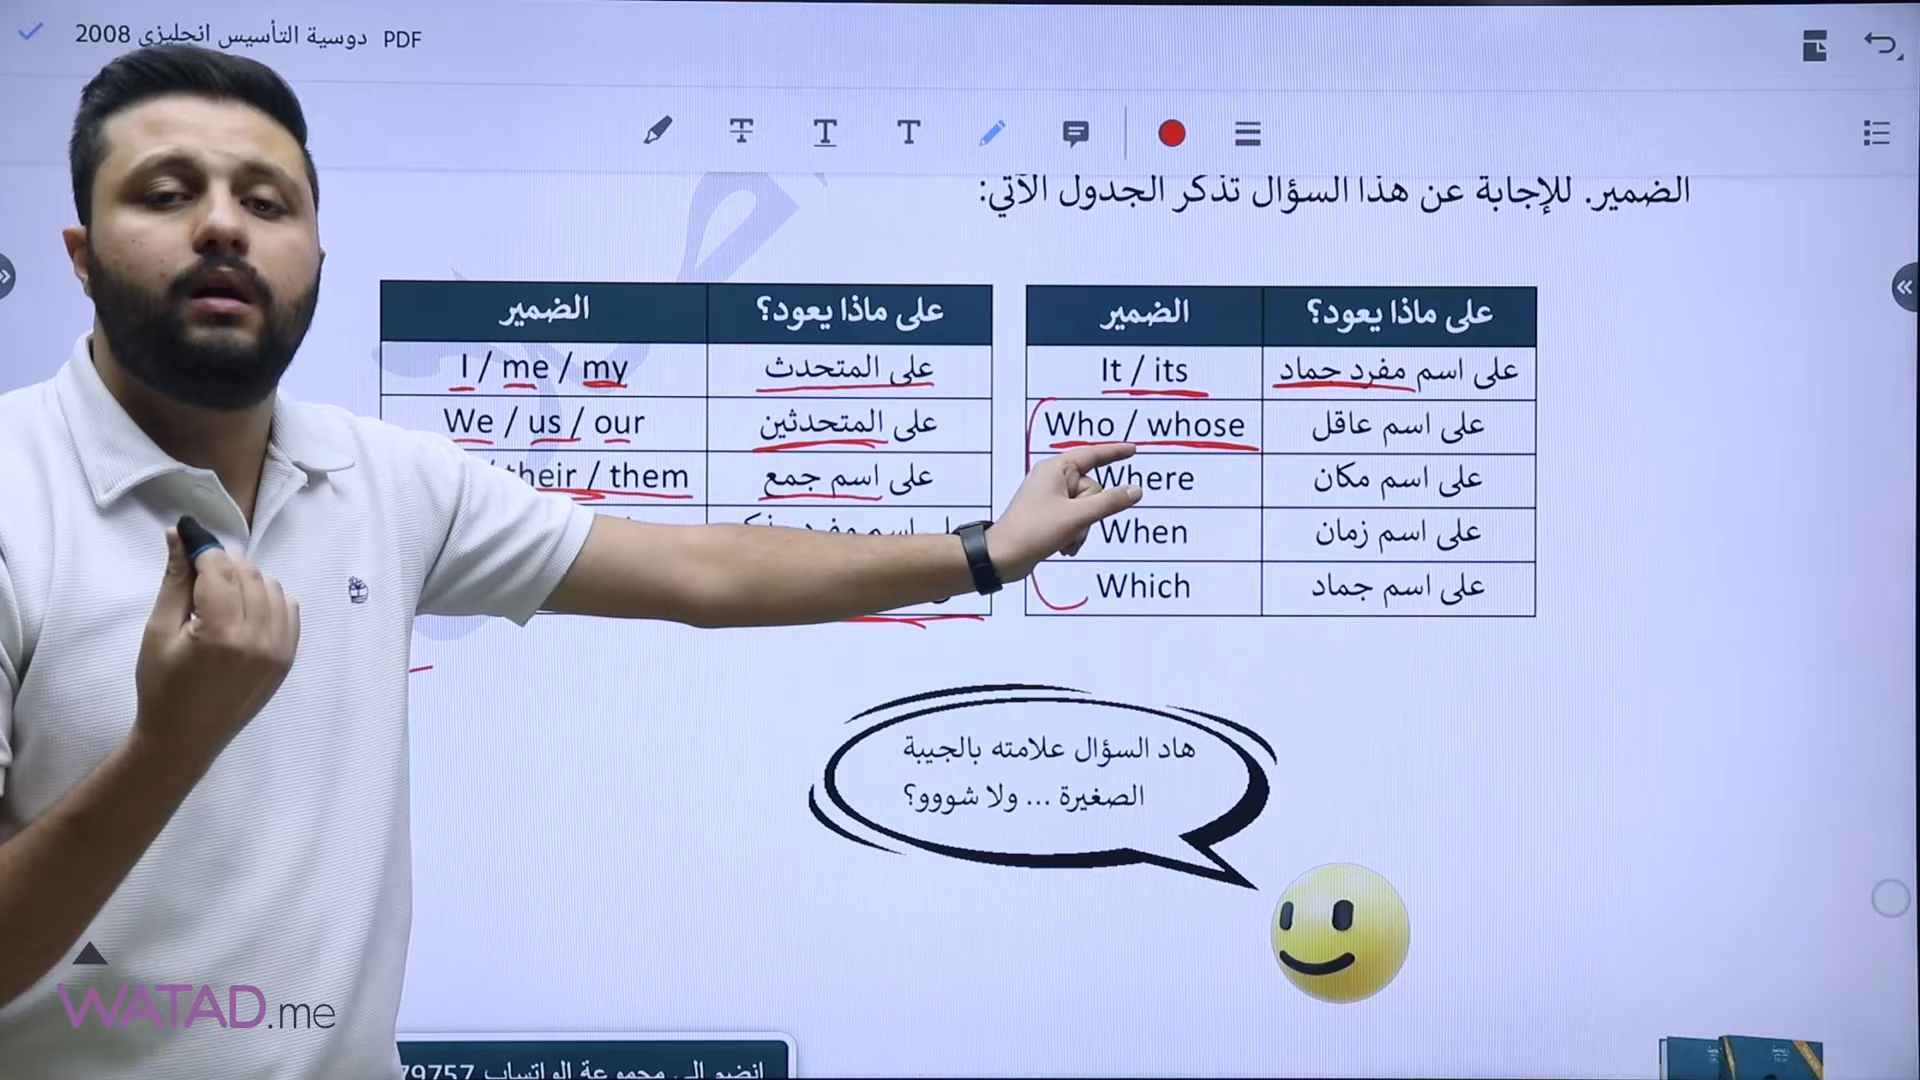 دوسية التأسيس انجليزي 2008 PDF
الضمير. للإجابة عن هذا السؤال تذكر الجدول الآتي:
على ماذا يعود؟ الضمير
على اسم مفرد حماد It / its
على اسم عاقل Who / whose
على اسم مكان Where
على اسم زمان When
على اسم جماد Which
على ماذا يعود؟ الضمير
على المتحدث I / me / my
على المتحدثين We / us / our
على اسم جمع their / them
هاد السؤال علامته بالجيبة
الصغيرة ... ولا شووو؟
WATAD.me
انضم إلى مجموعة الواتساب 79757